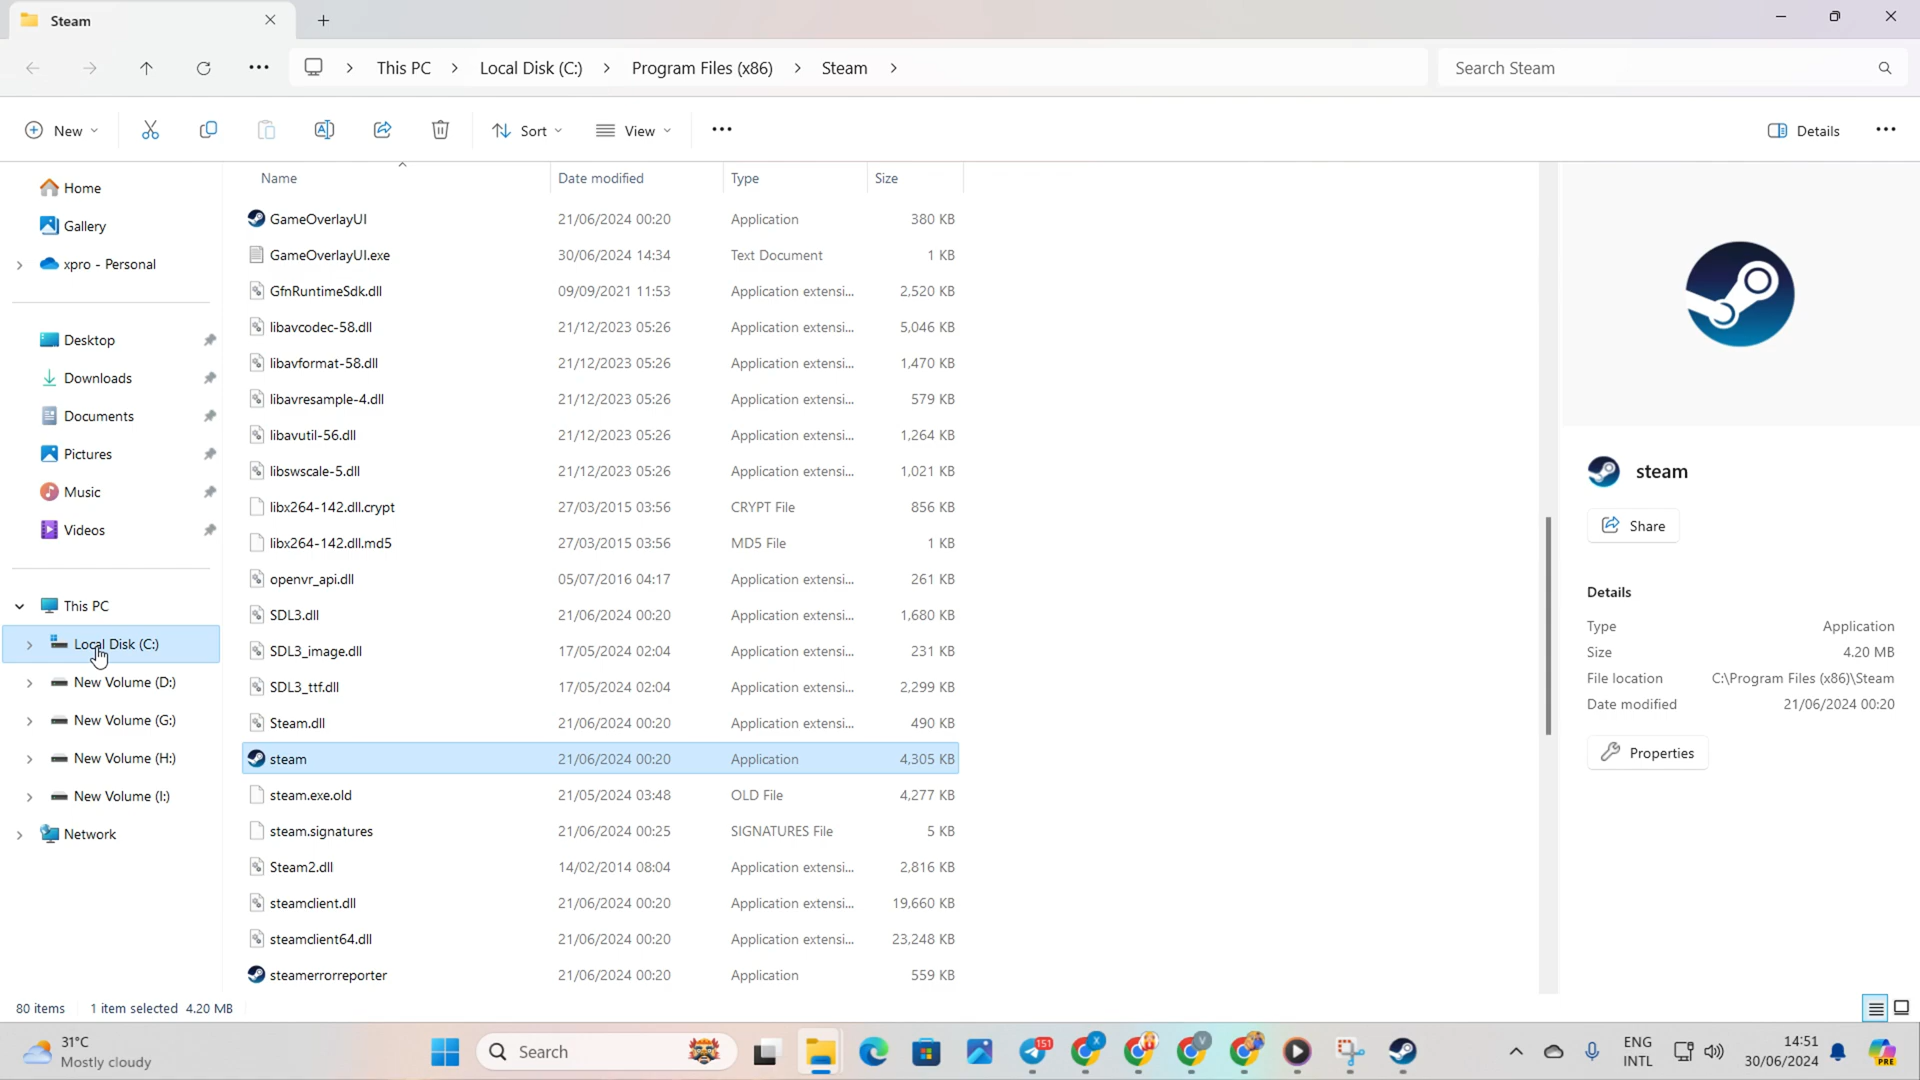 Steam
This PC > Local Disk (C:) > Program Files (x86) > Steam >
Search Steam
New
Sort
View
Details
Home
Gallery
xpro - Personal
Desktop
Downloads
Documents
Pictures
Music
Videos
This PC
Local Disk (C:)
New Volume (D:)
New Volume (G:)
New Volume (H:)
New Volume (I:)
Network
Name Date modified Type Size
GameOverlayUI 21/06/2024 00:20 Application 380 KB
GameOverlayUI.exe 30/06/2024 14:34 Text Document 1 KB
GfnRuntimeSdk.dll 09/09/2021 11:53 Application extensi... 2,520 KB
libavcodec-58.dll 21/12/2023 05:26 Application extensi... 5,046 KB
libavformat-58.dll 21/12/2023 05:26 Application extensi... 1,470 KB
libavresample-4.dll 21/12/2023 05:26 Application extensi... 579 KB
libavutil-56.dll 21/12/2023 05:26 Application extensi... 1,264 KB
libswscale-5.dll 21/12/2023 05:26 Application extensi... 1,021 KB
libx264-142.dll.crypt 27/03/2015 03:56 CRYPT File 856 KB
libx264-142.dll.md5 27/03/2015 03:56 MD5 File 1 KB
openvr_api.dll 05/07/2016 04:17 Application extensi... 261 KB
SDL3.dll 21/06/2024 00:20 Application extensi... 1,680 KB
SDL3_image.dll 17/05/2024 02:04 Application extensi... 231 KB
SDL3_ttf.dll 17/05/2024 02:04 Application extensi... 2,299 KB
Steam.dll 21/06/2024 00:20 Application extensi... 490 KB
steam 21/06/2024 00:20 Application 4,305 KB
steam.exe.old 21/05/2024 03:48 OLD File 4,277 KB
steam.signatures 21/06/2024 00:25 SIGNATURES File 5 KB
Steam2.dll 14/02/2014 08:04 Application extensi... 2,816 KB
steamclient.dll 21/06/2024 00:20 Application extensi... 19,660 KB
steamclient64.dll 21/06/2024 00:20 Application extensi... 23,248 KB
steamerrorreporter 21/06/2024 00:20 Application 559 KB
steam
Share
Details
Type Application
Size 4.20 MB
File location C:\Program Files (x86)\Steam
Date modified 21/06/2024 00:20
Properties
80 items 1 item selected 4.20 MB
31°C
Mostly cloudy
Search
151
X
V
ENG
INTL
14:51
30/06/2024
PRE